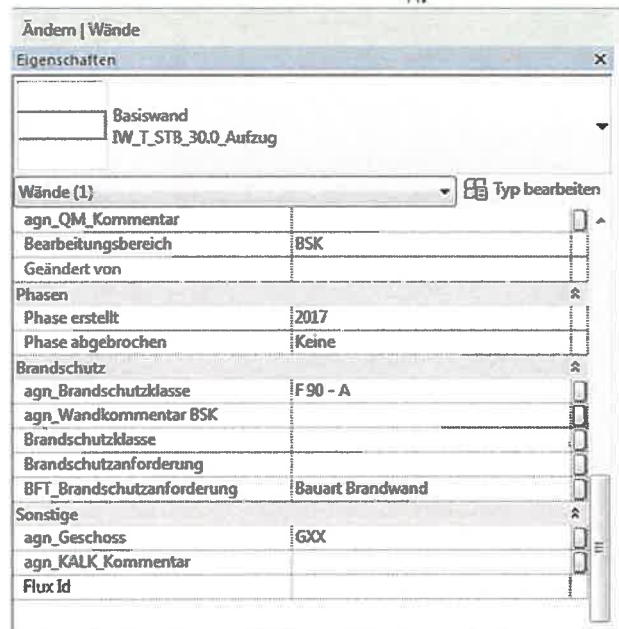 Ändern | Wände
Eigenschaften
Basiswand
IW_T_STB_30.0_Aufzug
Wände (1)
Typ bearbeiten
agn_QM_Kommentar
Bearbeitungsbereich BSK
Geändert von
Phasen
Phase erstellt 2017
Phase abgebrochen Keine
Brandschutz
agn_Brandschutzklasse F 90 - A
agn_Wandkommentar BSK
Brandschutzklasse
Brandschutzanforderung
BFT_Brandschutzanforderung Bauart Brandwand
Sonstige
agn_Geschoss GXX
agn_KALK_Kommentar
Flux Id